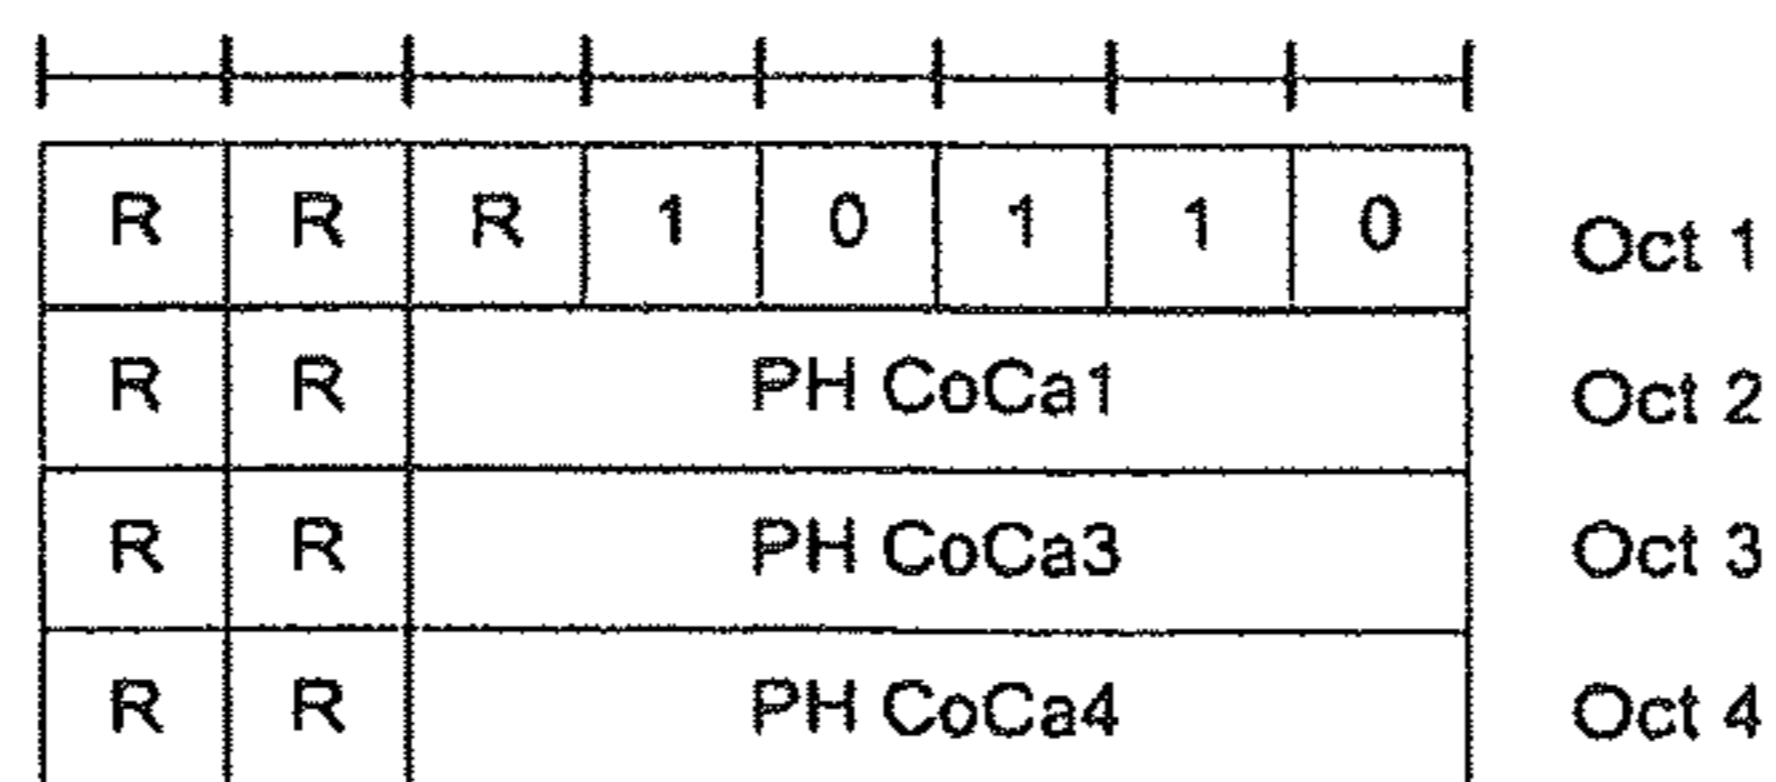 R R R 1 0 1 1 0 Oct 1
R R PH CoCa1 Oct 2
R R PH CoCa3 Oct 3
R R PH CoCa4 Oct 4